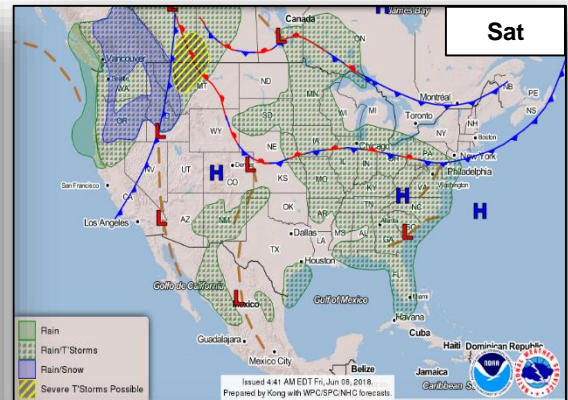 Sat
Canada
James Bay
H
L
L
Vancouver
Seattle
WA
MT
ND
MN
ON
OR
SD
WI
MI
Montréal
NB
PE
NS
Toronto
NY
NH
Boston
L
WY
IA
Chicago
PA
New York
Philadelphia
Washington
NV
UT
H
L
Denver
CO
NE
KS
MO
IL
IN
KY
VA
H
H
San Francisco
CA
Los Angeles
L
AZ
NM
OK
AR
TN
NC
Atlanta
SC
L
TX
Dallas
LA
MS
AL
GA
Houston
FL
Golfo de California
L
Mexico
Gulf of Mexico
Miami
Havana
Cuba
Guadalajara
Mexico City
Belize
Haiti
Dominican Republic
Jamaica
Caribbean
Rain
Rain/T'Storms
Rain/Snow
Severe T'Storms Possible
Issued 4:41 AM EDT Fri, Jun 08, 2018.
Prepared by Kong with WPC/SPC/NHC forecasts.
NOAA